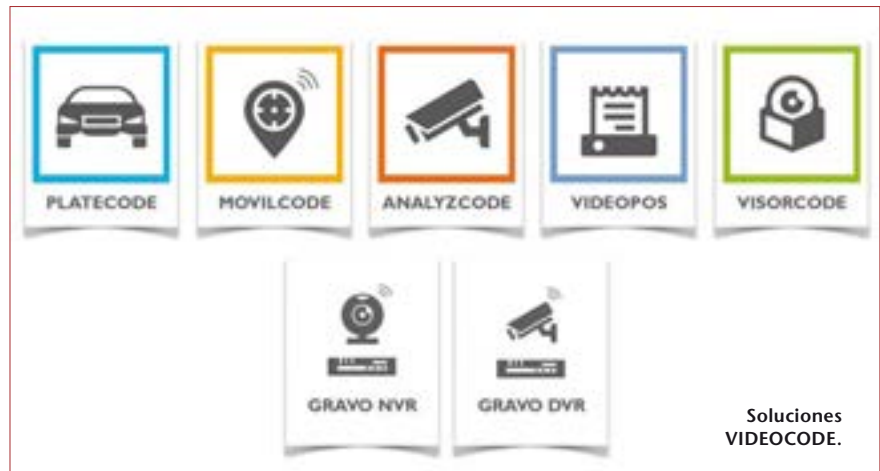 PLATECODE
MOVILCODE
ANALYZCODE
VIDEOPOS
VISORCODE
GRAVO NVR
GRAVO DVR
Soluciones
VIDEOCODE.